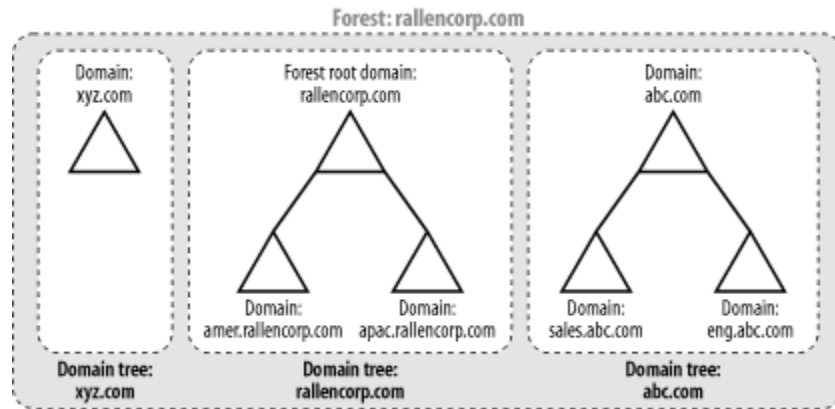 Forest: rallencorp.com
Domain:
xyz.com
Forest root domain:
rallencorp.com
Domain:
abc.com
Domain:
amer.rallencorp.com
Domain:
apac.rallencorp.com
Domain:
sales.abc.com
Domain:
eng.abc.com
Domain tree:
xyz.com
Domain tree:
rallencorp.com
Domain tree:
abc.com